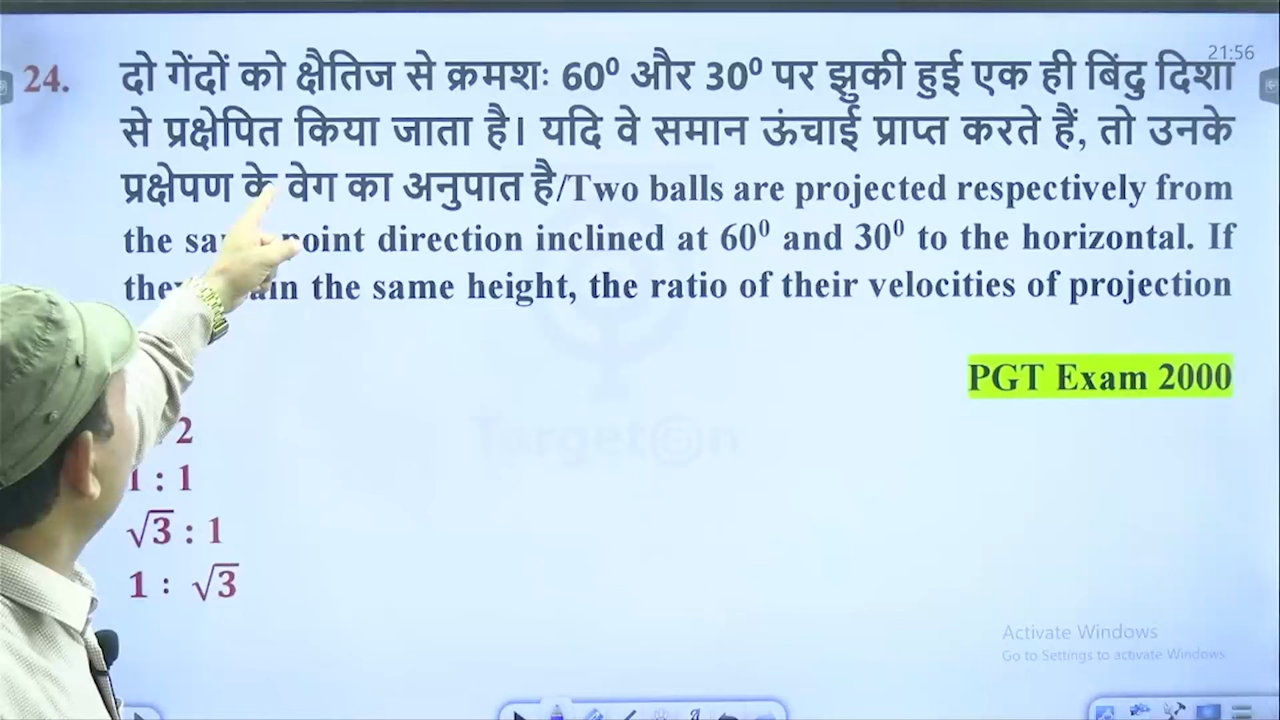 21:56
24. दो गेंदों को क्षैतिज से क्रमशः 60⁰ और 30⁰ पर झुकी हुई एक ही बिंदु दिशा
से प्रक्षेपित किया जाता है। यदि वे समान ऊंचाई प्राप्त करते हैं, तो उनके
प्रक्षेपण के वेग का अनुपात है/Two balls are projected respectively from
the point direction inclined at 60⁰ and 30⁰ to the horizontal. If
the same height, the ratio of their velocities of projection
PGT Exam 2000
2
1 : 1
√3 : 1
1 : √3
TargetOn
Activate Windows
Go to Settings to activate Windows.